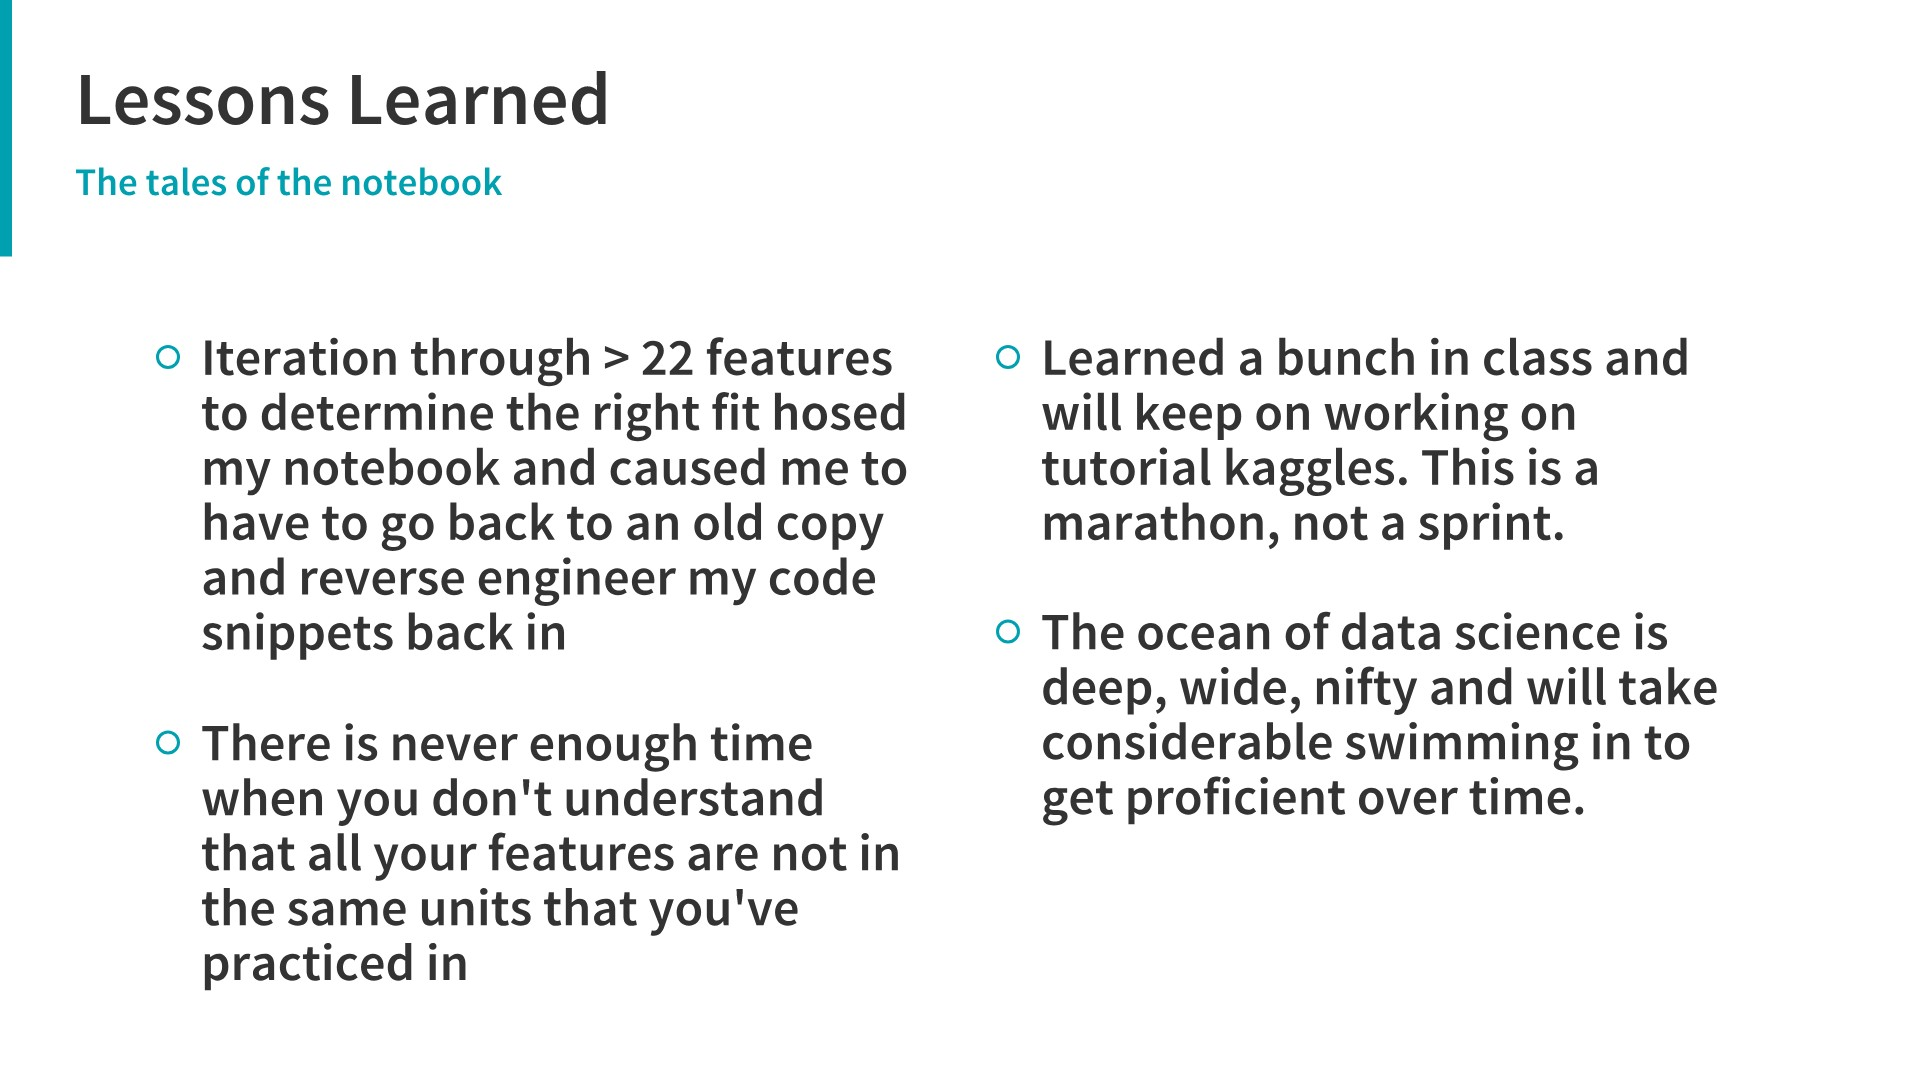 Lessons Learned
The tales of the notebook
Iteration through > 22 features
to determine the right fit hosed
my notebook and caused me to
have to go back to an old copy
and reverse engineer my code
snippets back in
There is never enough time
when you don't understand
that all your features are not in
the same units that you've
practiced in
Learned a bunch in class and
will keep on working on
tutorial kaggles. This is a
marathon, not a sprint.
The ocean of data science is
deep, wide, nifty and will take
considerable swimming in to
get proficient over time.